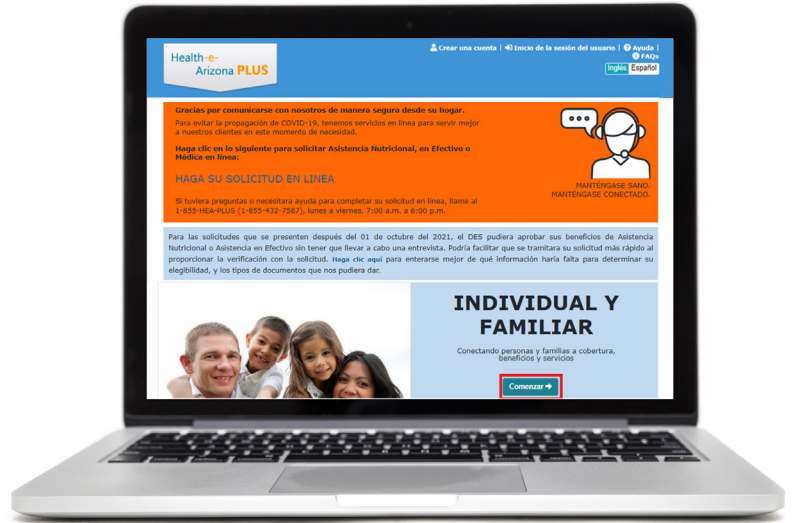 Health-e-
Arizona PLUS
Crear una cuenta | Inicio de la sesión del usuario | Ayuda |
FAQs
Inglés Español
Gracias por comunicarse con nosotros de manera segura desde su hogar.
Para evitar la propagación de COVID-19, tenemos servicios en línea para servir mejor
a nuestros clientes en este momento de necesidad.
Haga clic en lo siguiente para solicitar Asistencia Nutricional, en Efectivo o
Médica en línea:
HAGA SU SOLICITUD EN LINEA
MANTÉNGASE SANO.
MANTÉNGASE CONECTADO.
Si tuviera preguntas o necesitara ayuda para completar su solicitud en línea, llame al
1-855-HEA-PLUS (1-855-432-7587), lunes a viernes, 7:00 a.m. a 6:00 p.m.
Para las solicitudes que se presenten después del 01 de octubre del 2021, el DES pudiera aprobar sus beneficios de Asistencia
Nutricional o Asistencia en Efectivo sin tener que llevar a cabo una entrevista. Podría facilitar que se tramitara su solicitud más rápido al
proporcionar la verificación con la solicitud. Haga clic aquí para enterarse mejor de qué información haría falta para determinar su
elegibilidad, y los tipos de documentos que nos pudiera dar.
INDIVIDUAL Y
FAMILIAR
Conectando personas y familias a cobertura,
beneficios y servicios
Comenzar